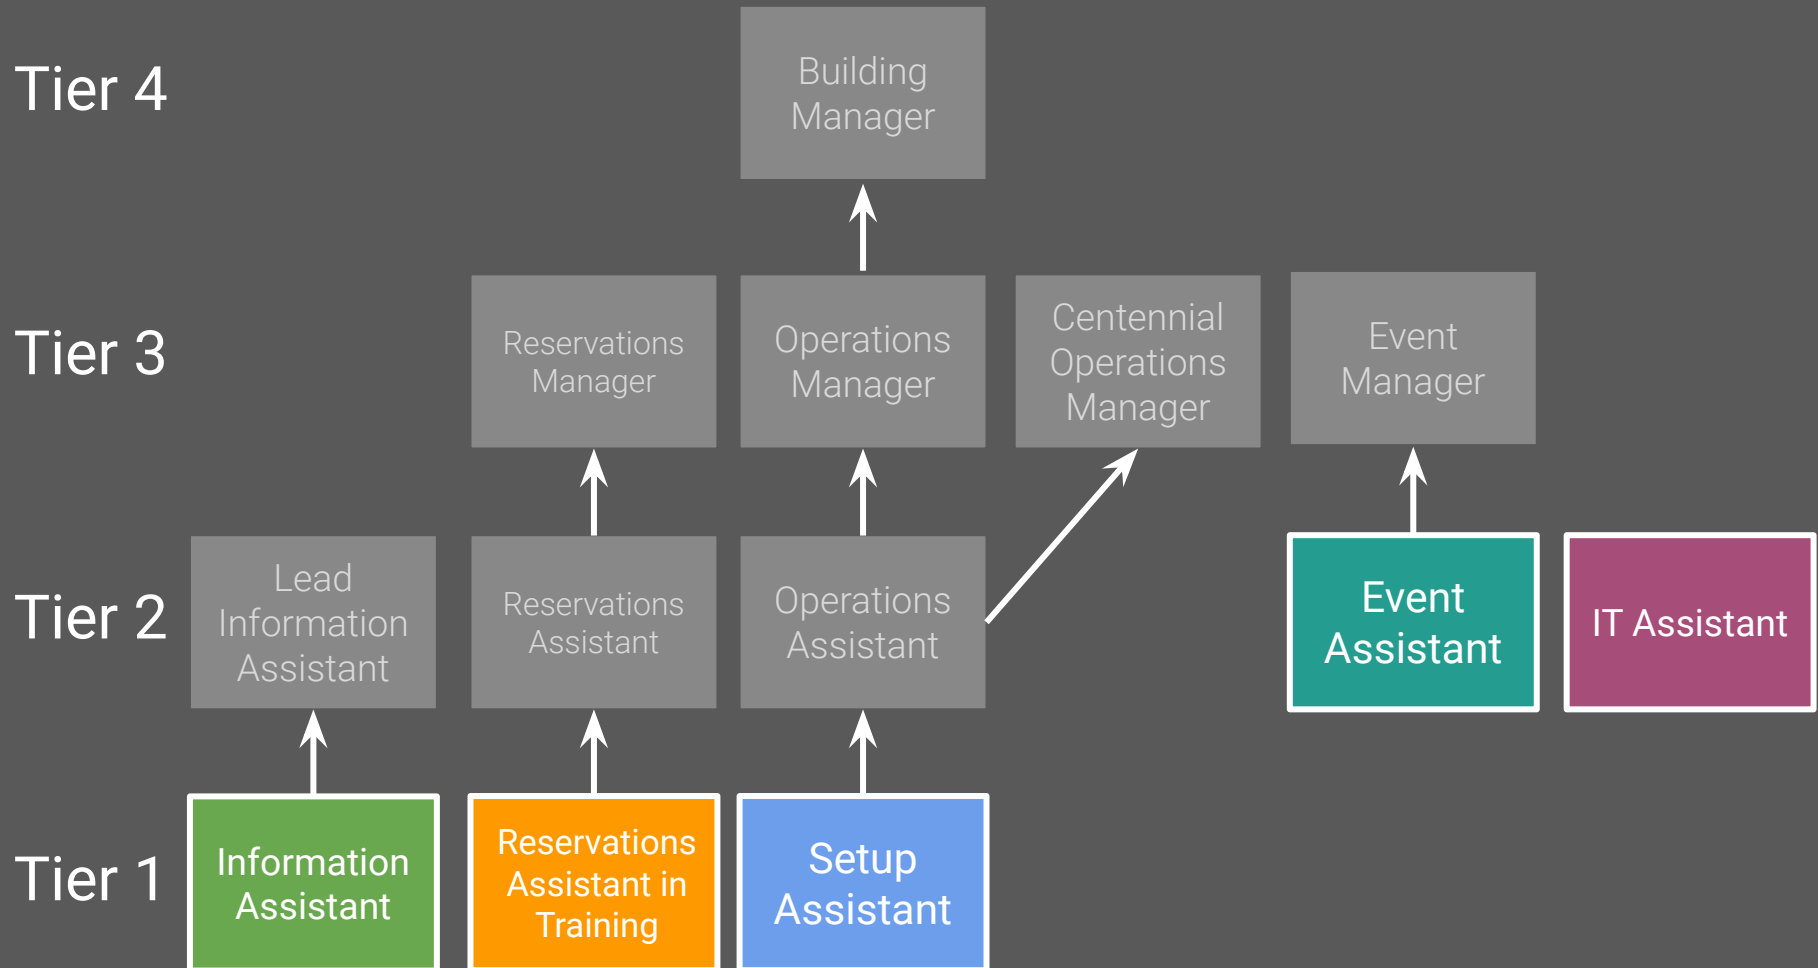 Tier 4
Building
Manager
Tier 3
Reservations
Manager
Operations
Manager
Centennial
Operations
Manager
Event
Manager
Tier 2
Lead
Information
Assistant
Reservations
Assistant
Operations
Assistant
Event
Assistant
IT Assistant
Tier 1
Information
Assistant
Reservations
Assistant in
Training
Setup
Assistant